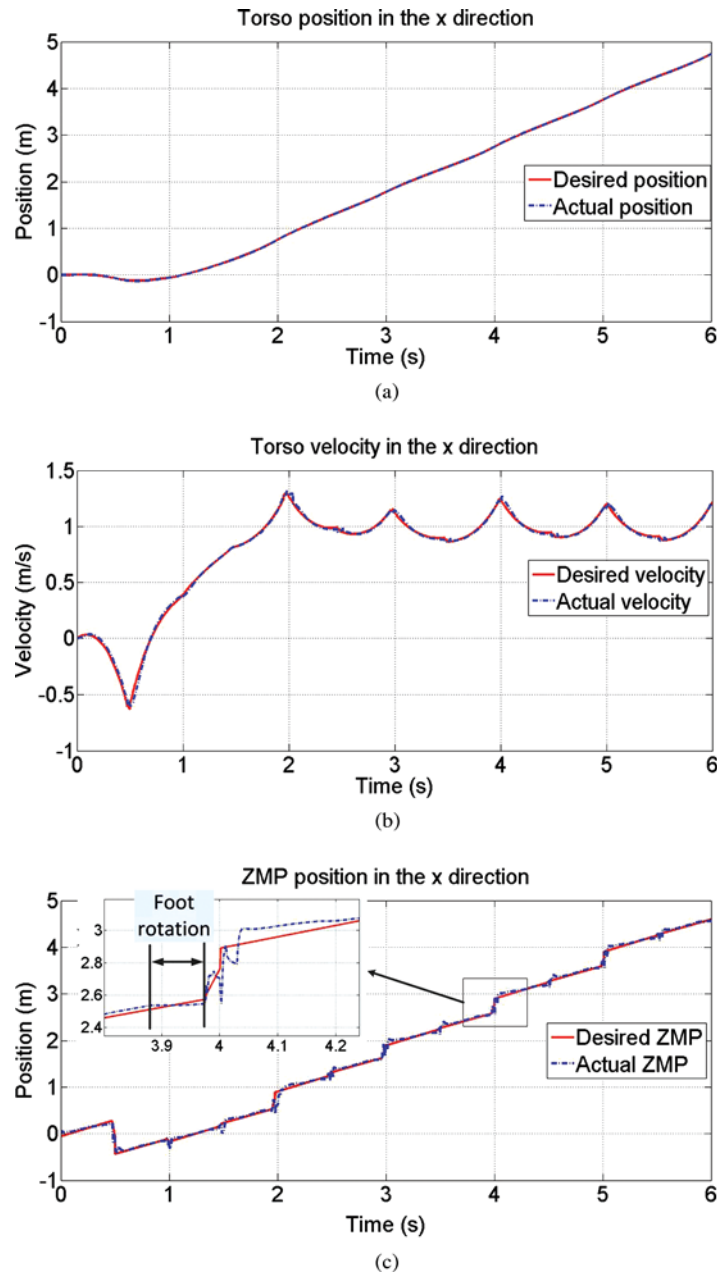 Torso position in the x direction
5
4
3
2
1
0
-1
Position (m)
Desired position
Actual position
0 1 2 3 4 5 6
Time (s)
(a)
Torso velocity in the x direction
1.5
1
0.5
0
-0.5
-1
Velocity (m/s)
Desired velocity
Actual velocity
0 1 2 3 4 5 6
Time (s)
(b)
ZMP position in the x direction
5
4
3
2
1
0
-1
Position (m)
Foot
rotation
3
2.8
2.6
2.4
3.9 4 4.1 4.2
Desired ZMP
Actual ZMP
0 1 2 3 4 5 6
Time (s)
(c)